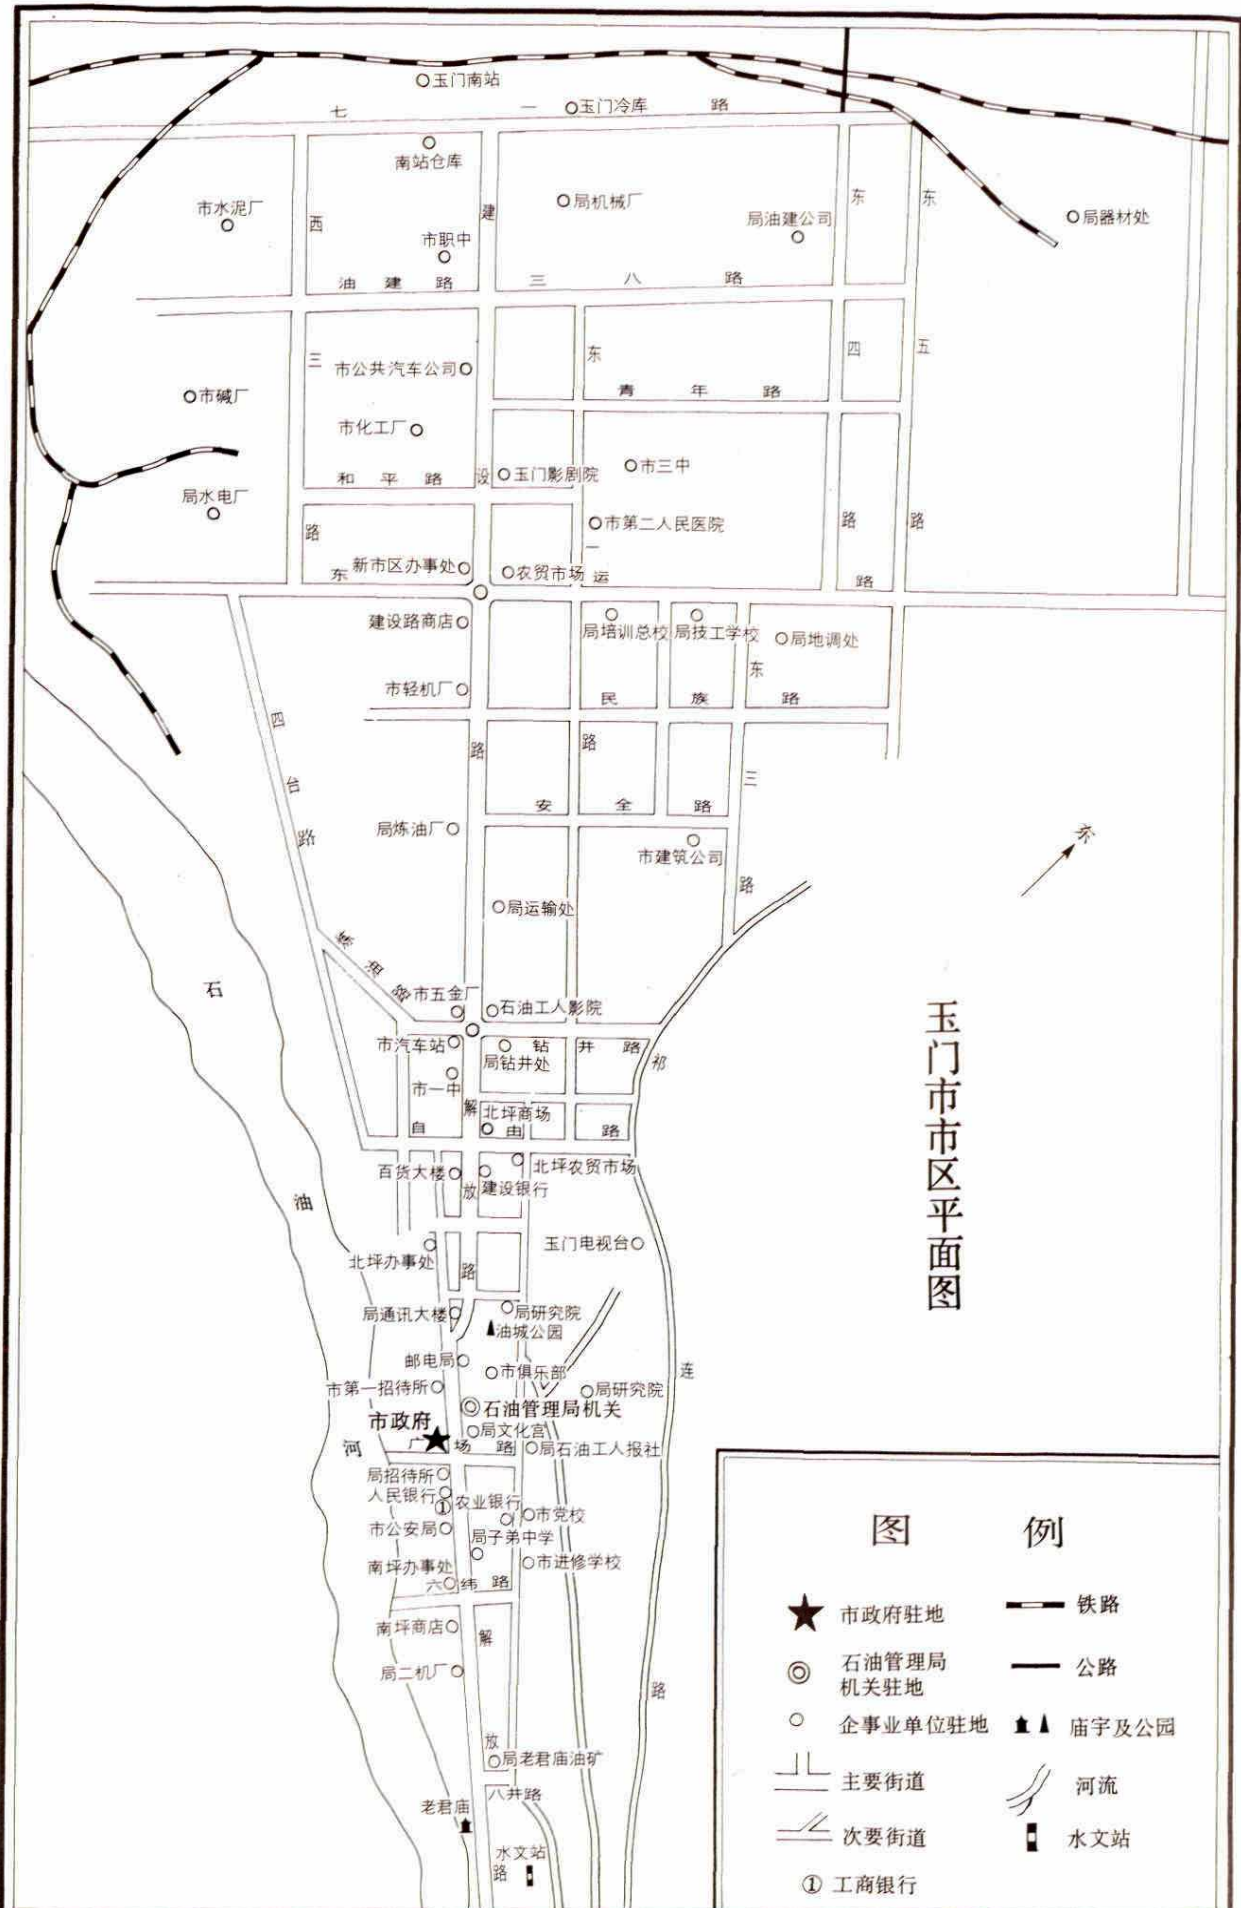 玉门南站
七一路
玉门冷库
南站仓库
市水泥厂
局机械厂
局油建公司
局器材处
市职中
油建路
三八路
西三路
建设路
东一路
东四路
东五路
市公共汽车公司
青年路
市碱厂
市化工厂
和平路
玉门影剧院
市三中
局水电厂
市第二人民医院
新市区办事处
农贸市场
东运路
建设路商店
局培训总校
局技工学校
局地调处
市轻机厂
民族路
东三路
四台路
安全路
局炼油厂
市建筑公司
局运输处
北
炼油路
市五金厂
石油工人影院
市汽车站
局钻井处
钻井路
市一中
北坪商场
自由路
解放路
百货大楼
建设银行
北坪农贸市场
北坪办事处
玉门电视台
局通讯大楼
局研究院
油城公园
邮电局
市俱乐部
市第一招待所
局研究院
石油管理局机关
市政府
局文化宫
广场路
局石油工人报社
局招待所
人民银行
①
农业银行
市党校
市公安局
局子弟中学
南坪办事处
市进修学校
六纬路
南坪商店
局二机厂
解放路
局老君庙油矿
八井路
老君庙
水文站
石油河
祁连路
玉门市市区平面图
图例
市政府驻地
铁路
石油管理局
机关驻地
公路
企事业单位驻地
庙宇及公园
主要街道
河流
次要街道
水文站
① 工商银行